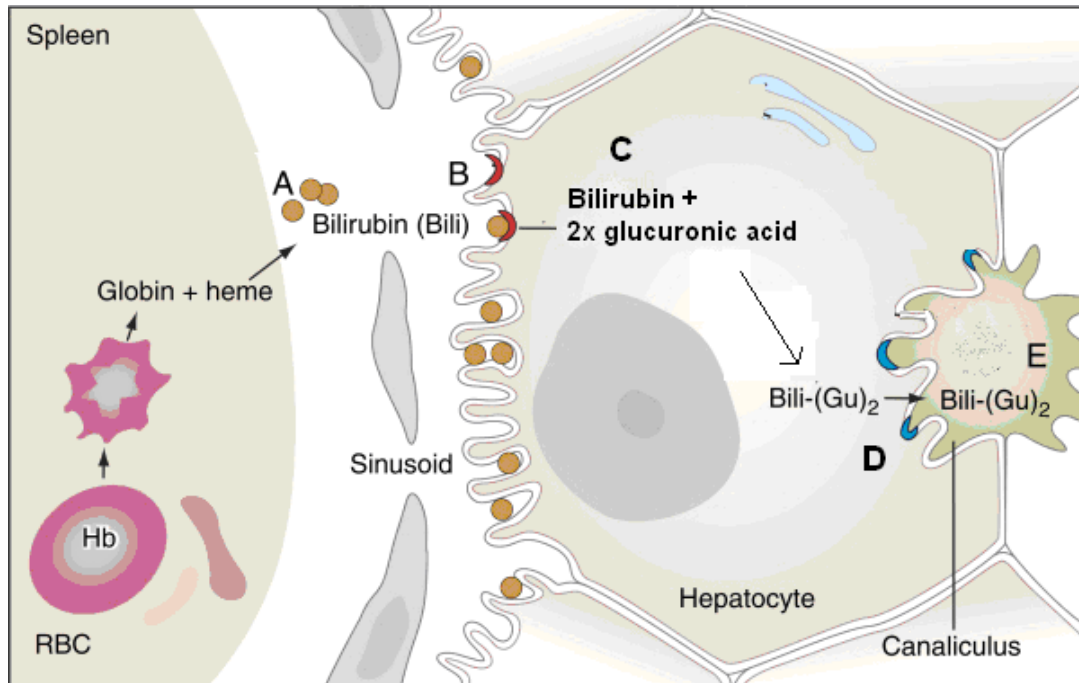 Spleen
A
Bilirubin (Bili)
Globin + heme
Hb
RBC
Sinusoid
B
C
Bilirubin +
2x glucuronic acid
Bili-(Gu)₂
D
E
Bili-(Gu)₂
Hepatocyte
Canaliculus